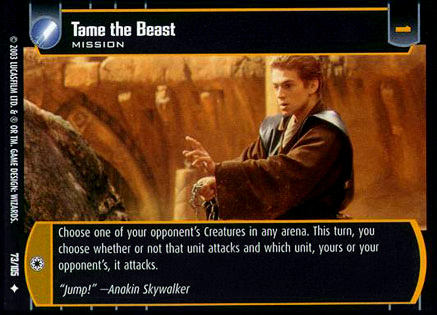 Tame the Beast
MISSION
1
© 2003 LUCASFILM LTD. & ® OR TM. GAME DESIGN: WIZARDS.
73/105
Choose one of your opponent's Creatures in any arena. This turn, you
choose whether or not that unit attacks and which unit, yours or your
opponent's, it attacks.
"Jump!" —Anakin Skywalker